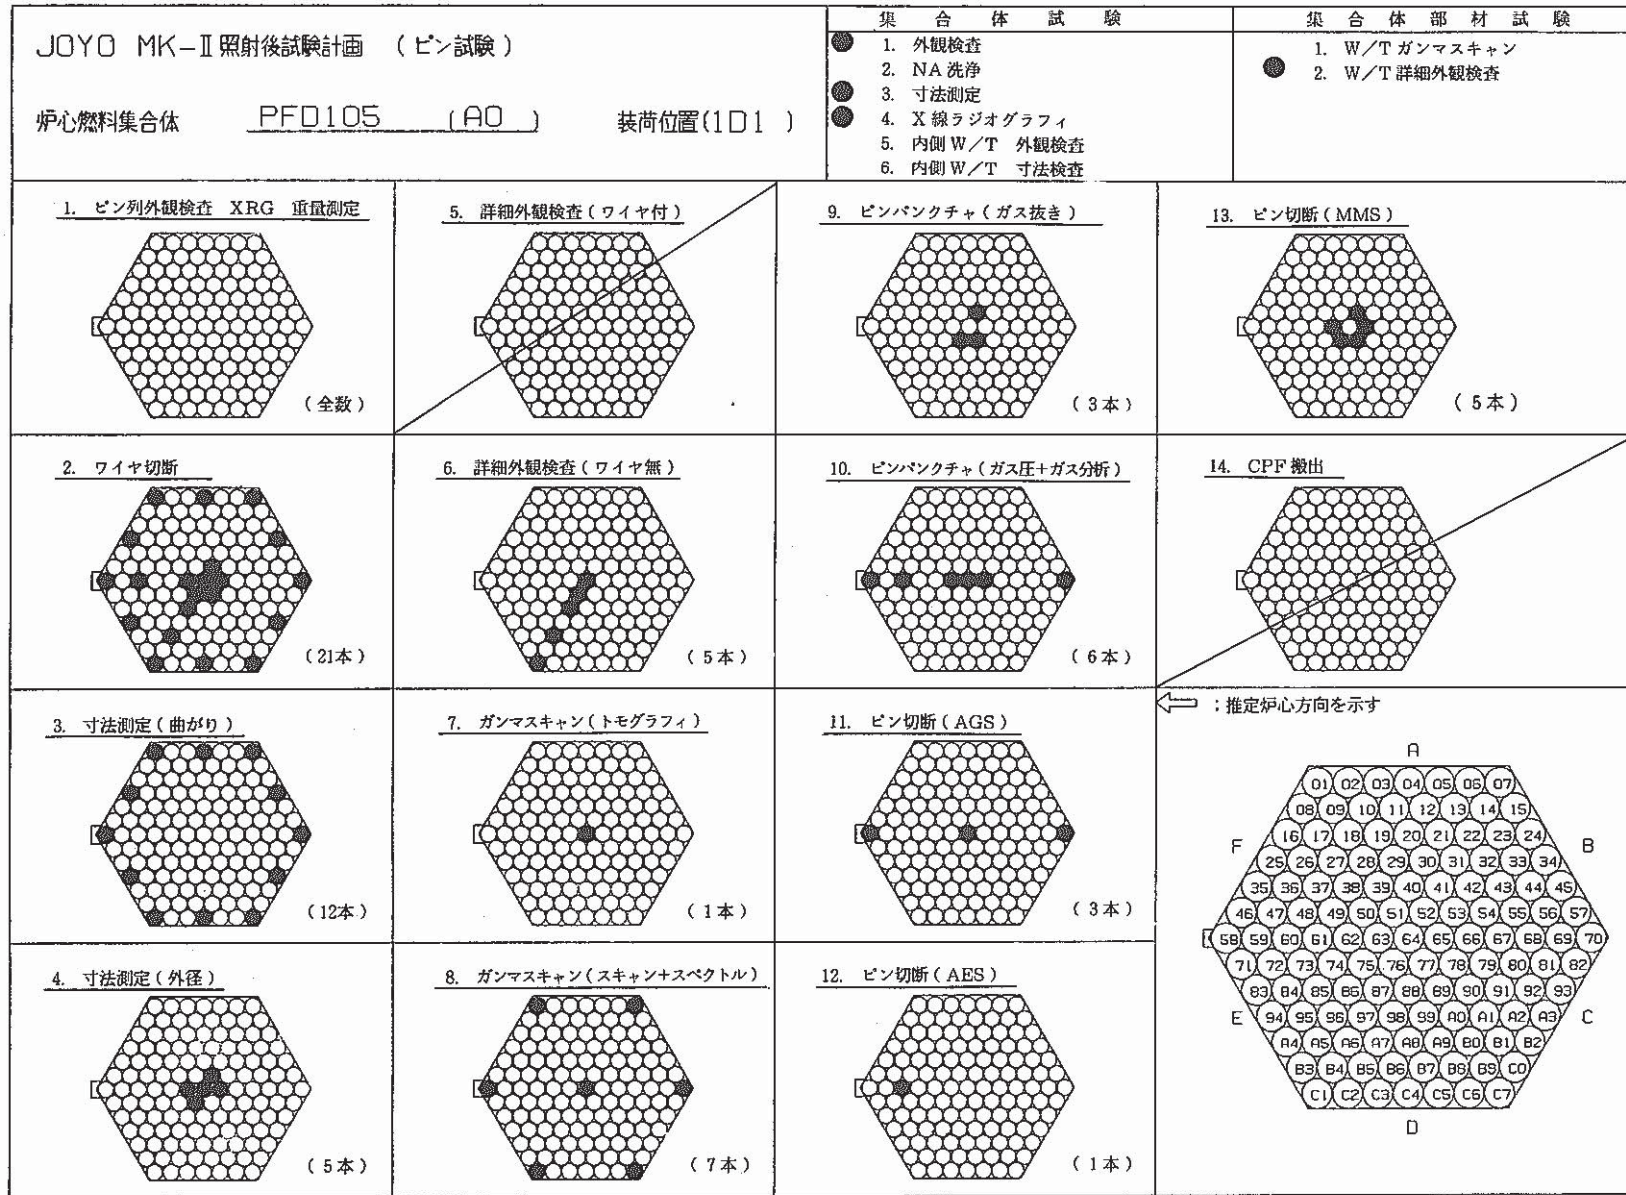 JOYO MK-Ⅱ照射後試験計画 (ピン試験)
炉心燃料集合体 PFD105 (A0) 装荷位置(1D1)
集合体試験
1. 外観検査
2. NA洗浄
3. 寸法測定
4. X線ラジオグラフィ
5. 内側W/T 外観検査
6. 内側W/T 寸法検査
集合体部材試験
1. W/Tガンマスキャン
2. W/T詳細外観検査
1. ピン列外観検査 XRG 重量測定
(全数)
5. 詳細外観検査(ワイヤ付)
9. ピンパンクチャ(ガス抜き)
(3本)
13. ピン切断(MMS)
(5本)
2. ワイヤ切断
(21本)
6. 詳細外観検査(ワイヤ無)
(5本)
10. ピンパンクチャ(ガス圧+ガス分析)
(6本)
14. CPF搬出
3. 寸法測定(曲がり)
(12本)
7. ガンマスキャン(トモグラフィ)
(1本)
11. ピン切断(AGS)
(3本)
4. 寸法測定(外径)
(5本)
8. ガンマスキャン(スキャン+スペクトル)
(7本)
12. ピン切断(AES)
(1本)
⇦ ;推定炉心方向を示す
A
01 02 03 04 05 06 07
08 09 10 11 12 13 14 15
16 17 18 19 20 21 22 23 24
F B
25 26 27 28 29 30 31 32 33 34
35 36 37 38 39 40 41 42 43 44 45
46 47 48 49 50 51 52 53 54 55 56 57
58 59 60 61 62 63 64 65 66 67 68 69 70
71 72 73 74 75 76 77 78 79 80 81 82
83 84 85 86 87 88 89 90 91 92 93
E 94 95 96 97 98 99 A0 A1 A2 A3 C
A4 A5 A6 A7 A8 A9 B0 B1 B2
B3 B4 B5 B6 B7 B8 B9 C0
C1 C2 C3 C4 C5 C6 C7
D